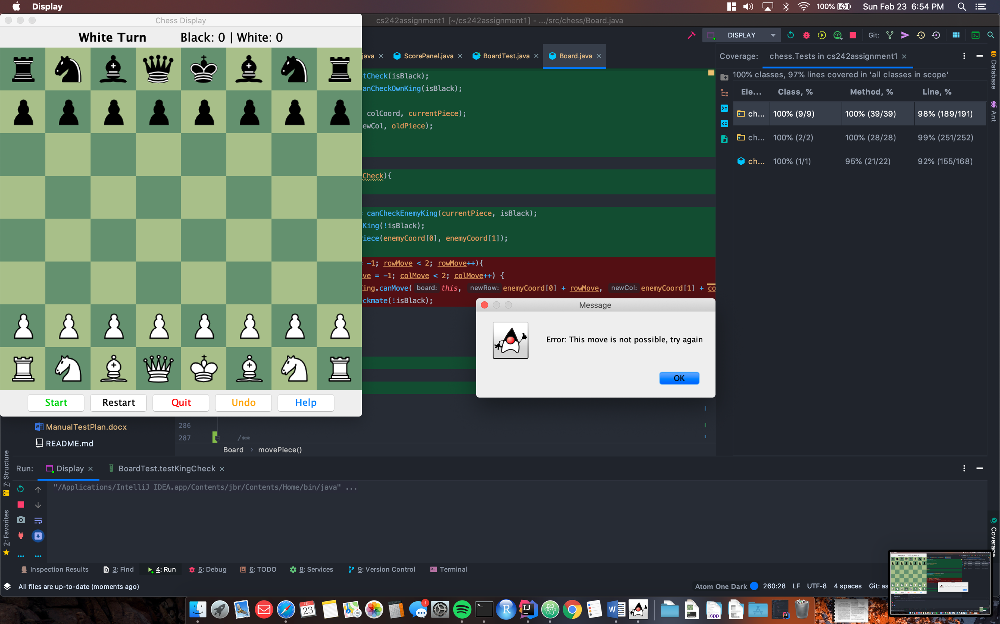 Display
100%
Sun Feb 23 6:54 PM
Chess Display
cs242assignment1 [~/cs242assignment1] - .../src/chess/Board.java
White Turn
Black: 0 | White: 0
DISPLAY
Git:
java
ScorePanel.java
BoardTest.java
Board.java
Coverage:
chess.Tests in cs242assignment1
100% classes, 97% lines covered in 'all classes in scope'
Ele...
Class, %
Method, %
Line, %
ch...
100% (9/9)
100% (39/39)
98% (189/191)
ch...
100% (2/2)
100% (28/28)
99% (251/252)
ch...
100% (1/1)
95% (21/22)
92% (155/168)
Database
Ant
etCheck(isBlack);
anCheckOwnKing(isBlack);
colCoord, currentPiece);
ewCol, oldPiece);
Check){
= canCheckEnemyKing(currentPiece, isBlack);
King(!isBlack);
Piece(enemyCoord[0], enemyCoord[1]);
= -1; rowMove < 2; rowMove++){
ve = -1; colMove < 2; colMove++) {
King.canMove( board: this, newRow: enemyCoord[0] + rowMove, newCol: enemyCoord[1] + co
eckmate(!isBlack);
Message
Error: This move is not possible, try again
OK
Start
Restart
Quit
Undo
Help
ManualTestPlan.docx
README.md
286
287
/**
Board › movePiece()
Run:
Display
BoardTest.testKingCheck
"/Applications/IntelliJ IDEA.app/Contents/jbr/Contents/Home/bin/java" ...
7: Structure
2: Favorites
Coverage
Inspection Results
3: Find
4: Run
5: Debug
6: TODO
8: Services
9: Version Control
Terminal
All files are up-to-date (moments ago)
Atom One Dark
260:28
LF
UTF-8
4 spaces
Git: as
FEB
23
1
>_
R
IJ
W
.cpp
DOCX